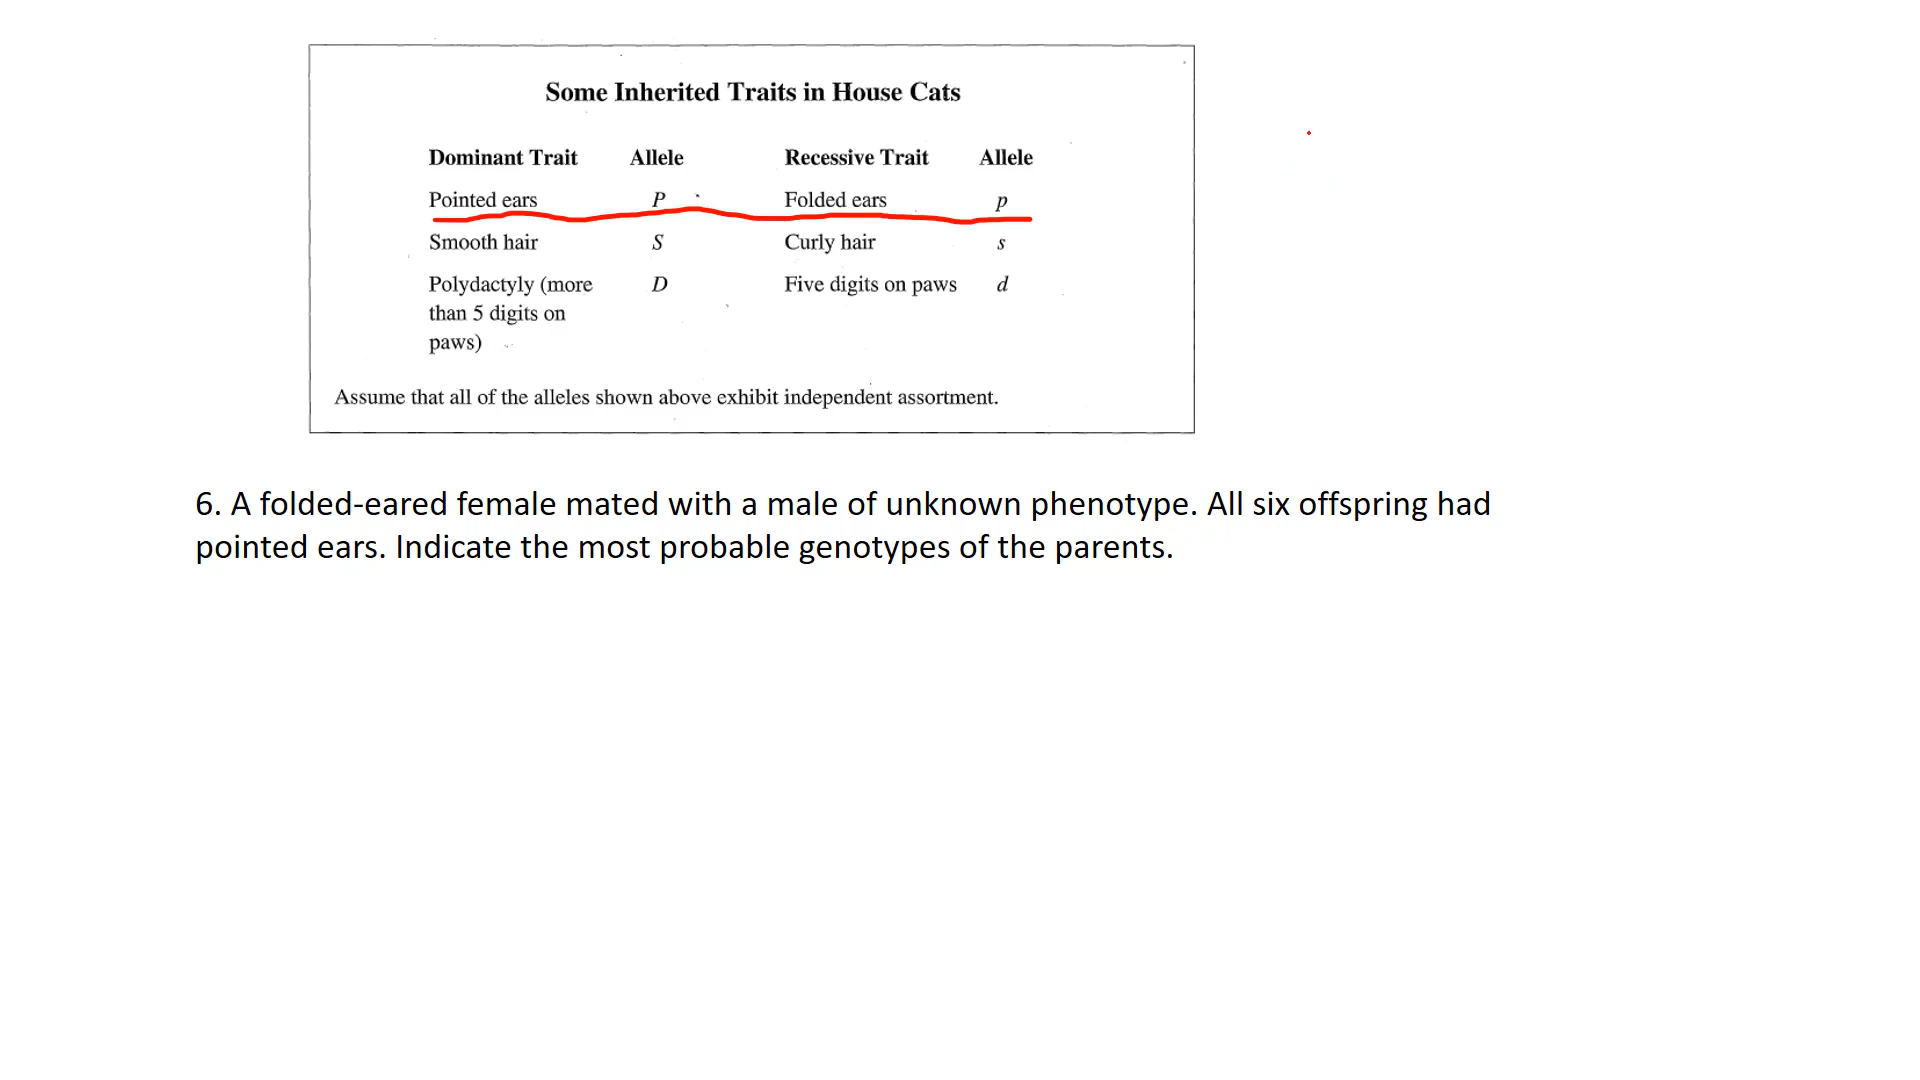 Some Inherited Traits in House Cats
Dominant Trait Allele Recessive Trait Allele
Pointed ears P Folded ears p
Smooth hair S Curly hair s
Polydactyly (more D Five digits on paws d
than 5 digits on
paws)
Assume that all of the alleles shown above exhibit independent assortment.
6. A folded-eared female mated with a male of unknown phenotype. All six offspring had
pointed ears. Indicate the most probable genotypes of the parents.